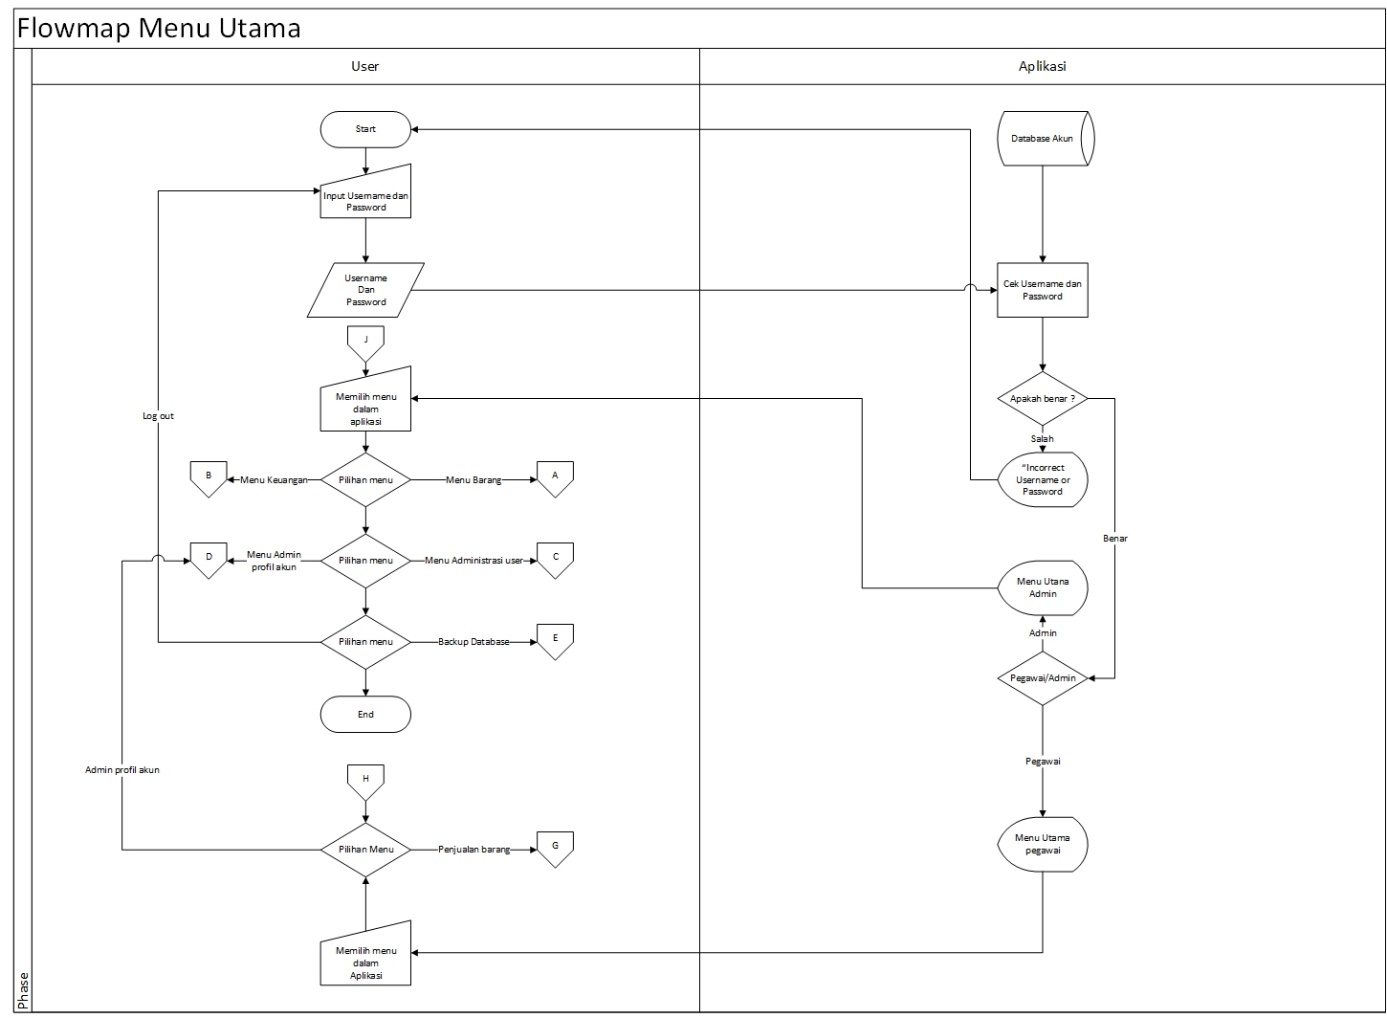 Flowmap Menu Utama
User
Aplikasi
Start
Database Akun
Input Username dan
Password
Username
Dan
Password
Cek Username dan
Password
J
Memilih menu
dalam
aplikasi
Apakah benar ?
Log out
Salah
B
Menu Keuangan
Pilihan menu
Menu Barang
A
"Incorrect
Username or
Password
Benar
D
Menu Admin
profil akun
Pilihan menu
Menu Administrasi user
C
Menu Utana
Admin
Admin
Pilihan menu
Backup Database
E
Pegawai/Admin
End
Pegawai
Admin profil akun
H
Pilihan Menu
Penjualan barang
G
Menu Utama
pegawai
Memilih menu
dalam
Aplikasi
Phase